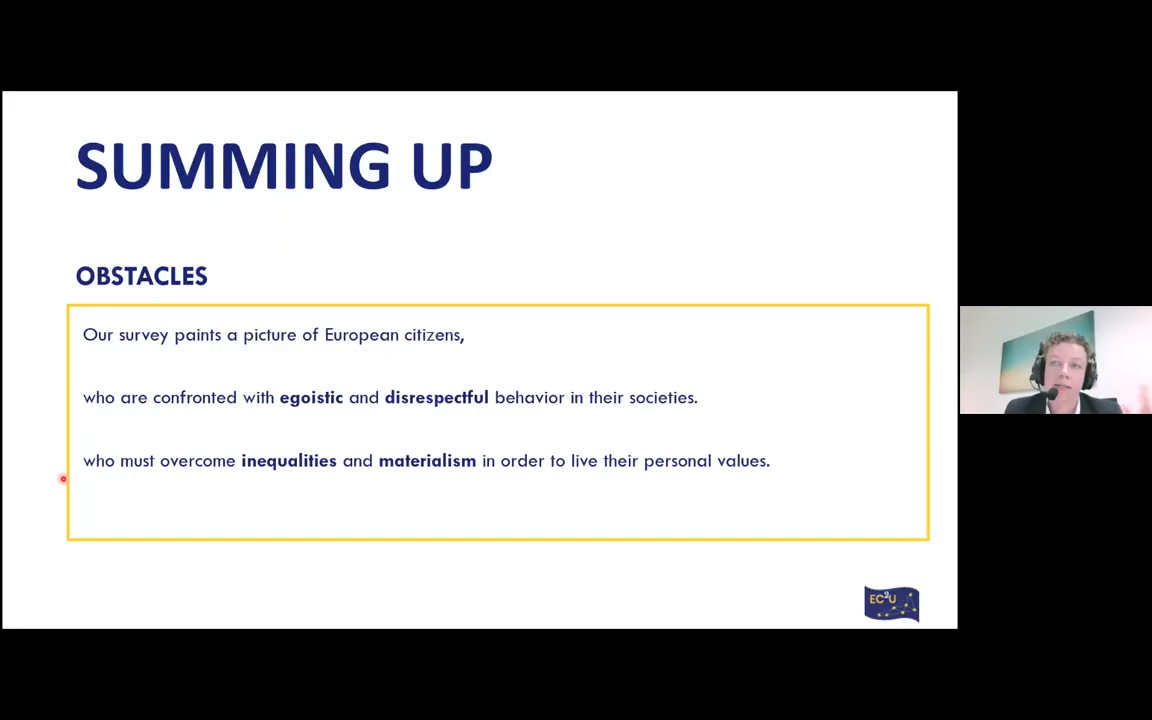 SUMMING UP
OBSTACLES
Our survey paints a picture of European citizens,
who are confronted with egoistic and disrespectful behavior in their societies.
who must overcome inequalities and materialism in order to live their personal values.
EC²U